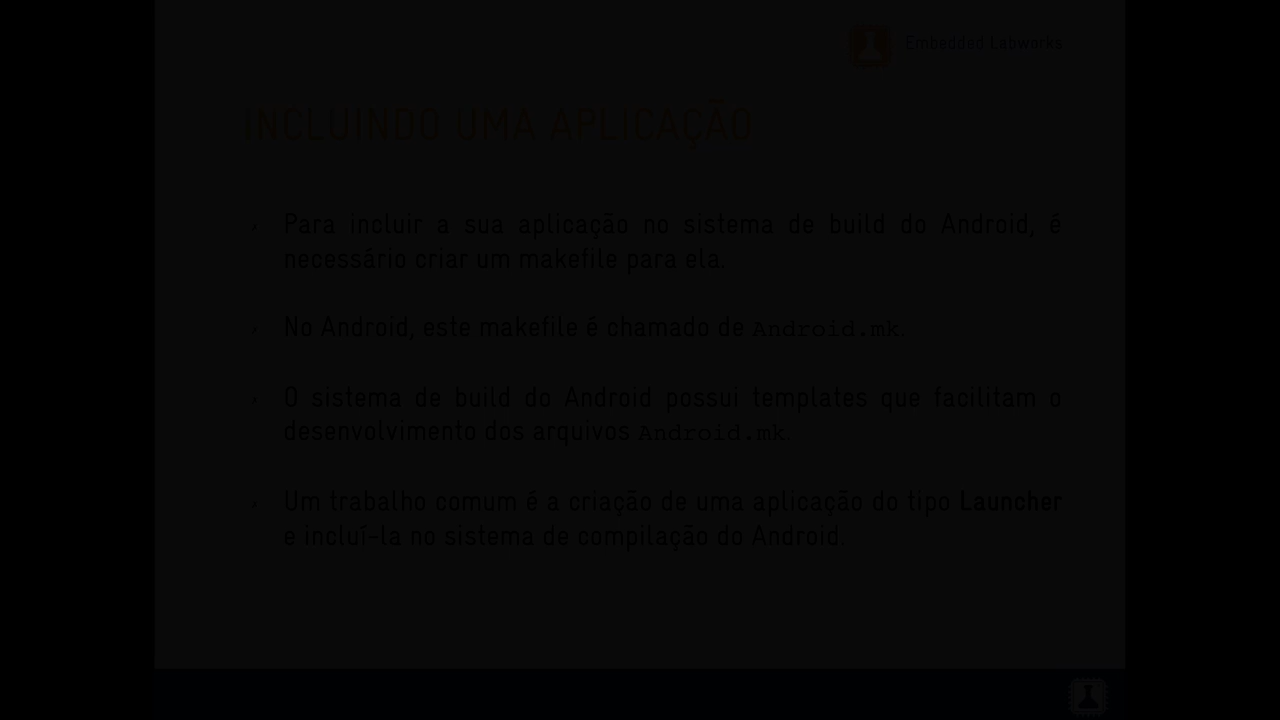 Embedded Labworks
INCLUINDO UMA APLICAÇÃO
› Para incluir a sua aplicação no sistema de build do Android, é
necessário criar um makefile para ela.
› No Android, este makefile é chamado de Android.mk.
› O sistema de build do Android possui templates que facilitam o
desenvolvimento dos arquivos Android.mk.
› Um trabalho comum é a criação de uma aplicação do tipo Launcher
e incluí-la no sistema de compilação do Android.